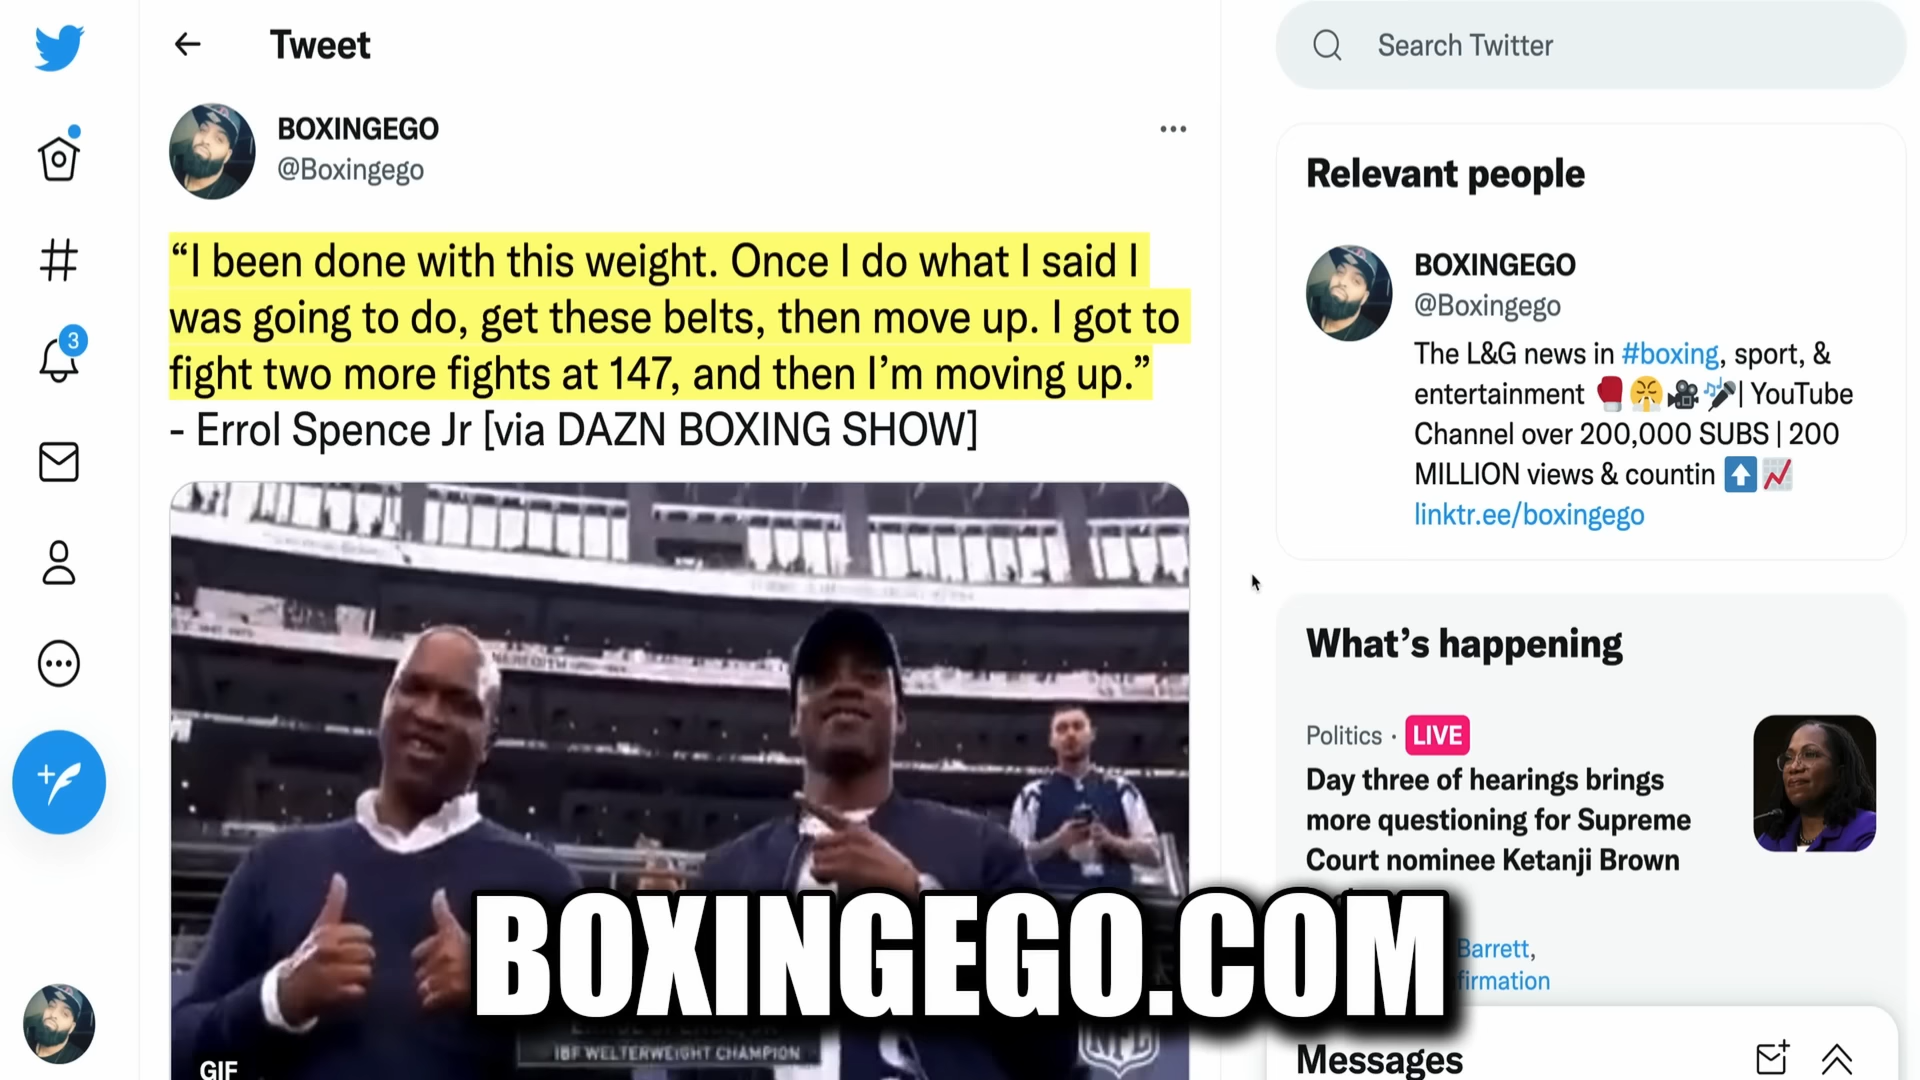 Tweet
Search Twitter
BOXINGEGO
@Boxingego
“I been done with this weight. Once I do what I said I
was going to do, get these belts, then move up. I got to
fight two more fights at 147, and then I’m moving up.”
- Errol Spence Jr [via DAZN BOXING SHOW]
3
GIF
IBF WELTERWEIGHT CHAMPION
NFL
BOXINGEGO.COM
Relevant people
BOXINGEGO
@Boxingego
The L&G news in #boxing, sport, &
entertainment 🥊😤🎥🎤| YouTube
Channel over 200,000 SUBS | 200
MILLION views & countin ⬆️📈
linktr.ee/boxingego
What’s happening
Politics · LIVE
Day three of hearings brings
more questioning for Supreme
Court nominee Ketanji Brown
Barrett,
firmation
Messages